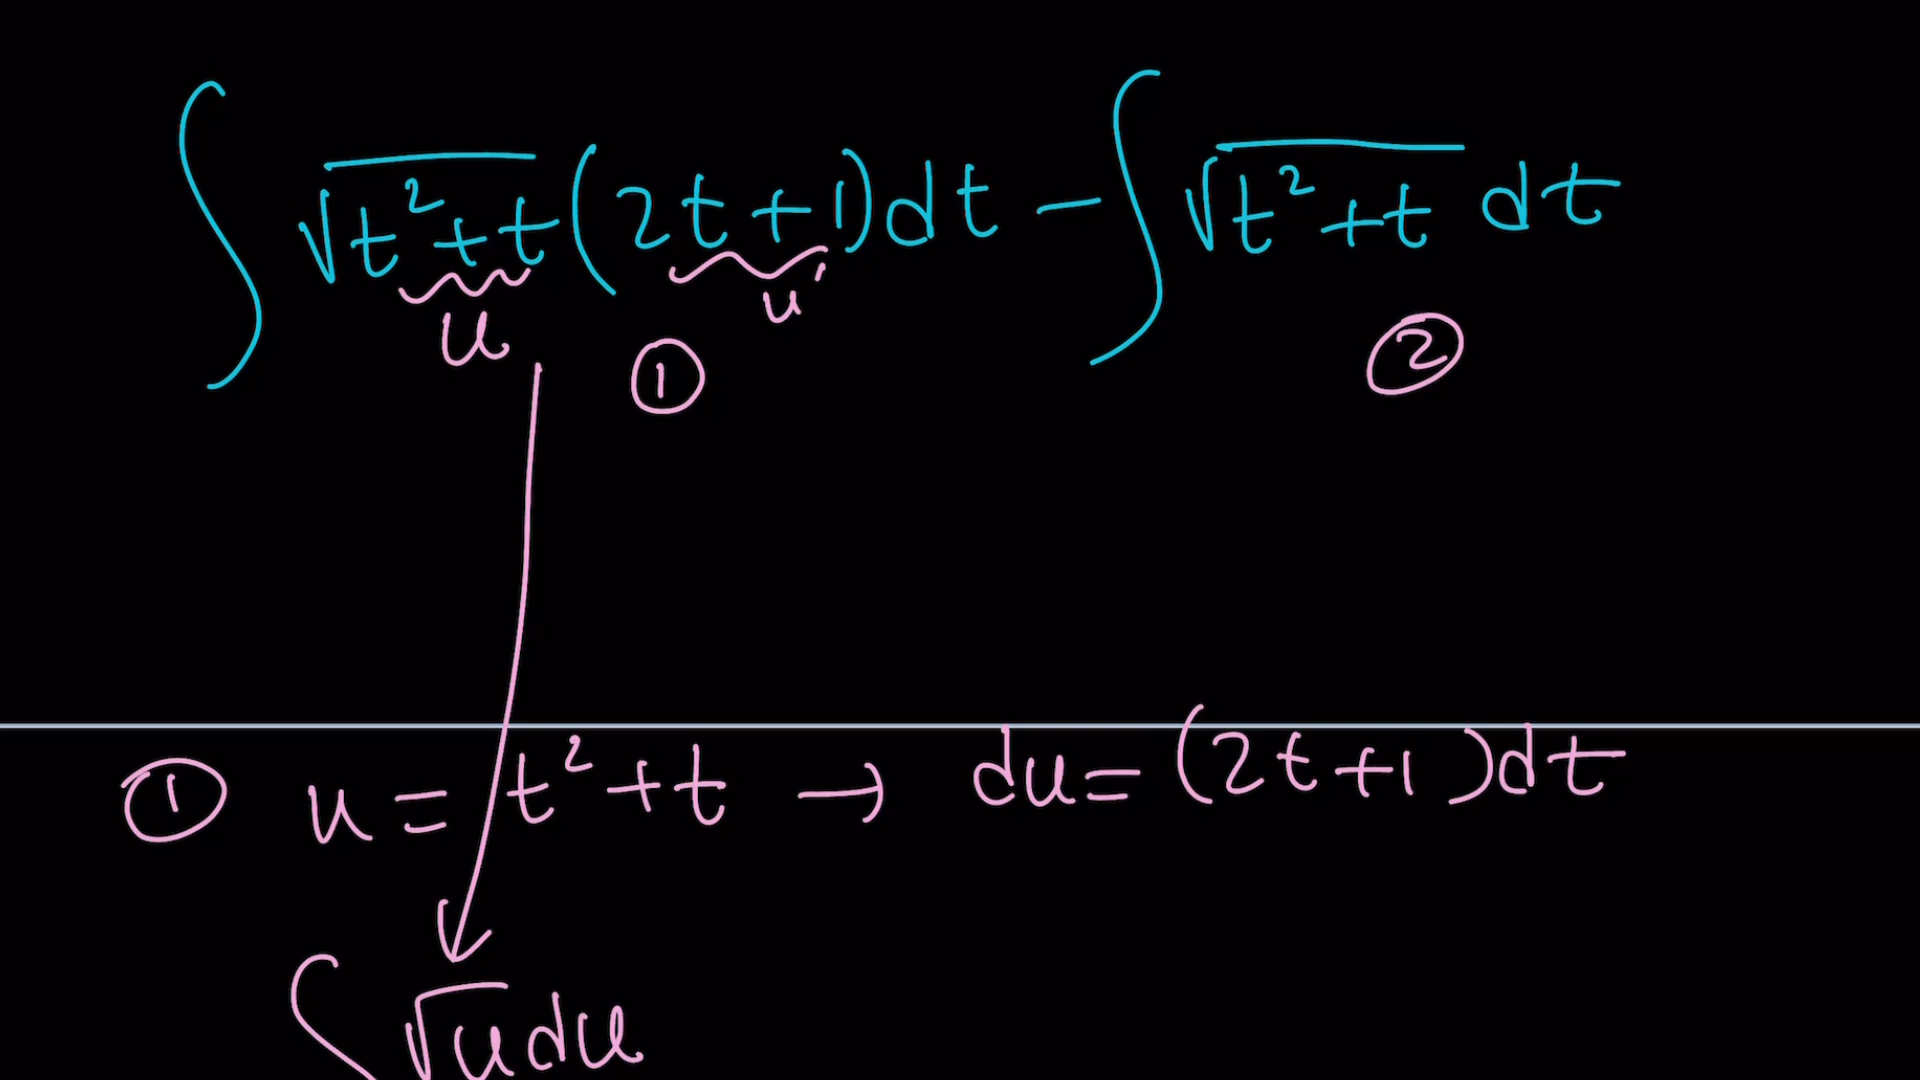 ∫ √(t²+t) (2t+1)dt − ∫ √(t²+t) dt
u ① u' ②
① u = t²+t → du = (2t+1)dt
∫ √u du